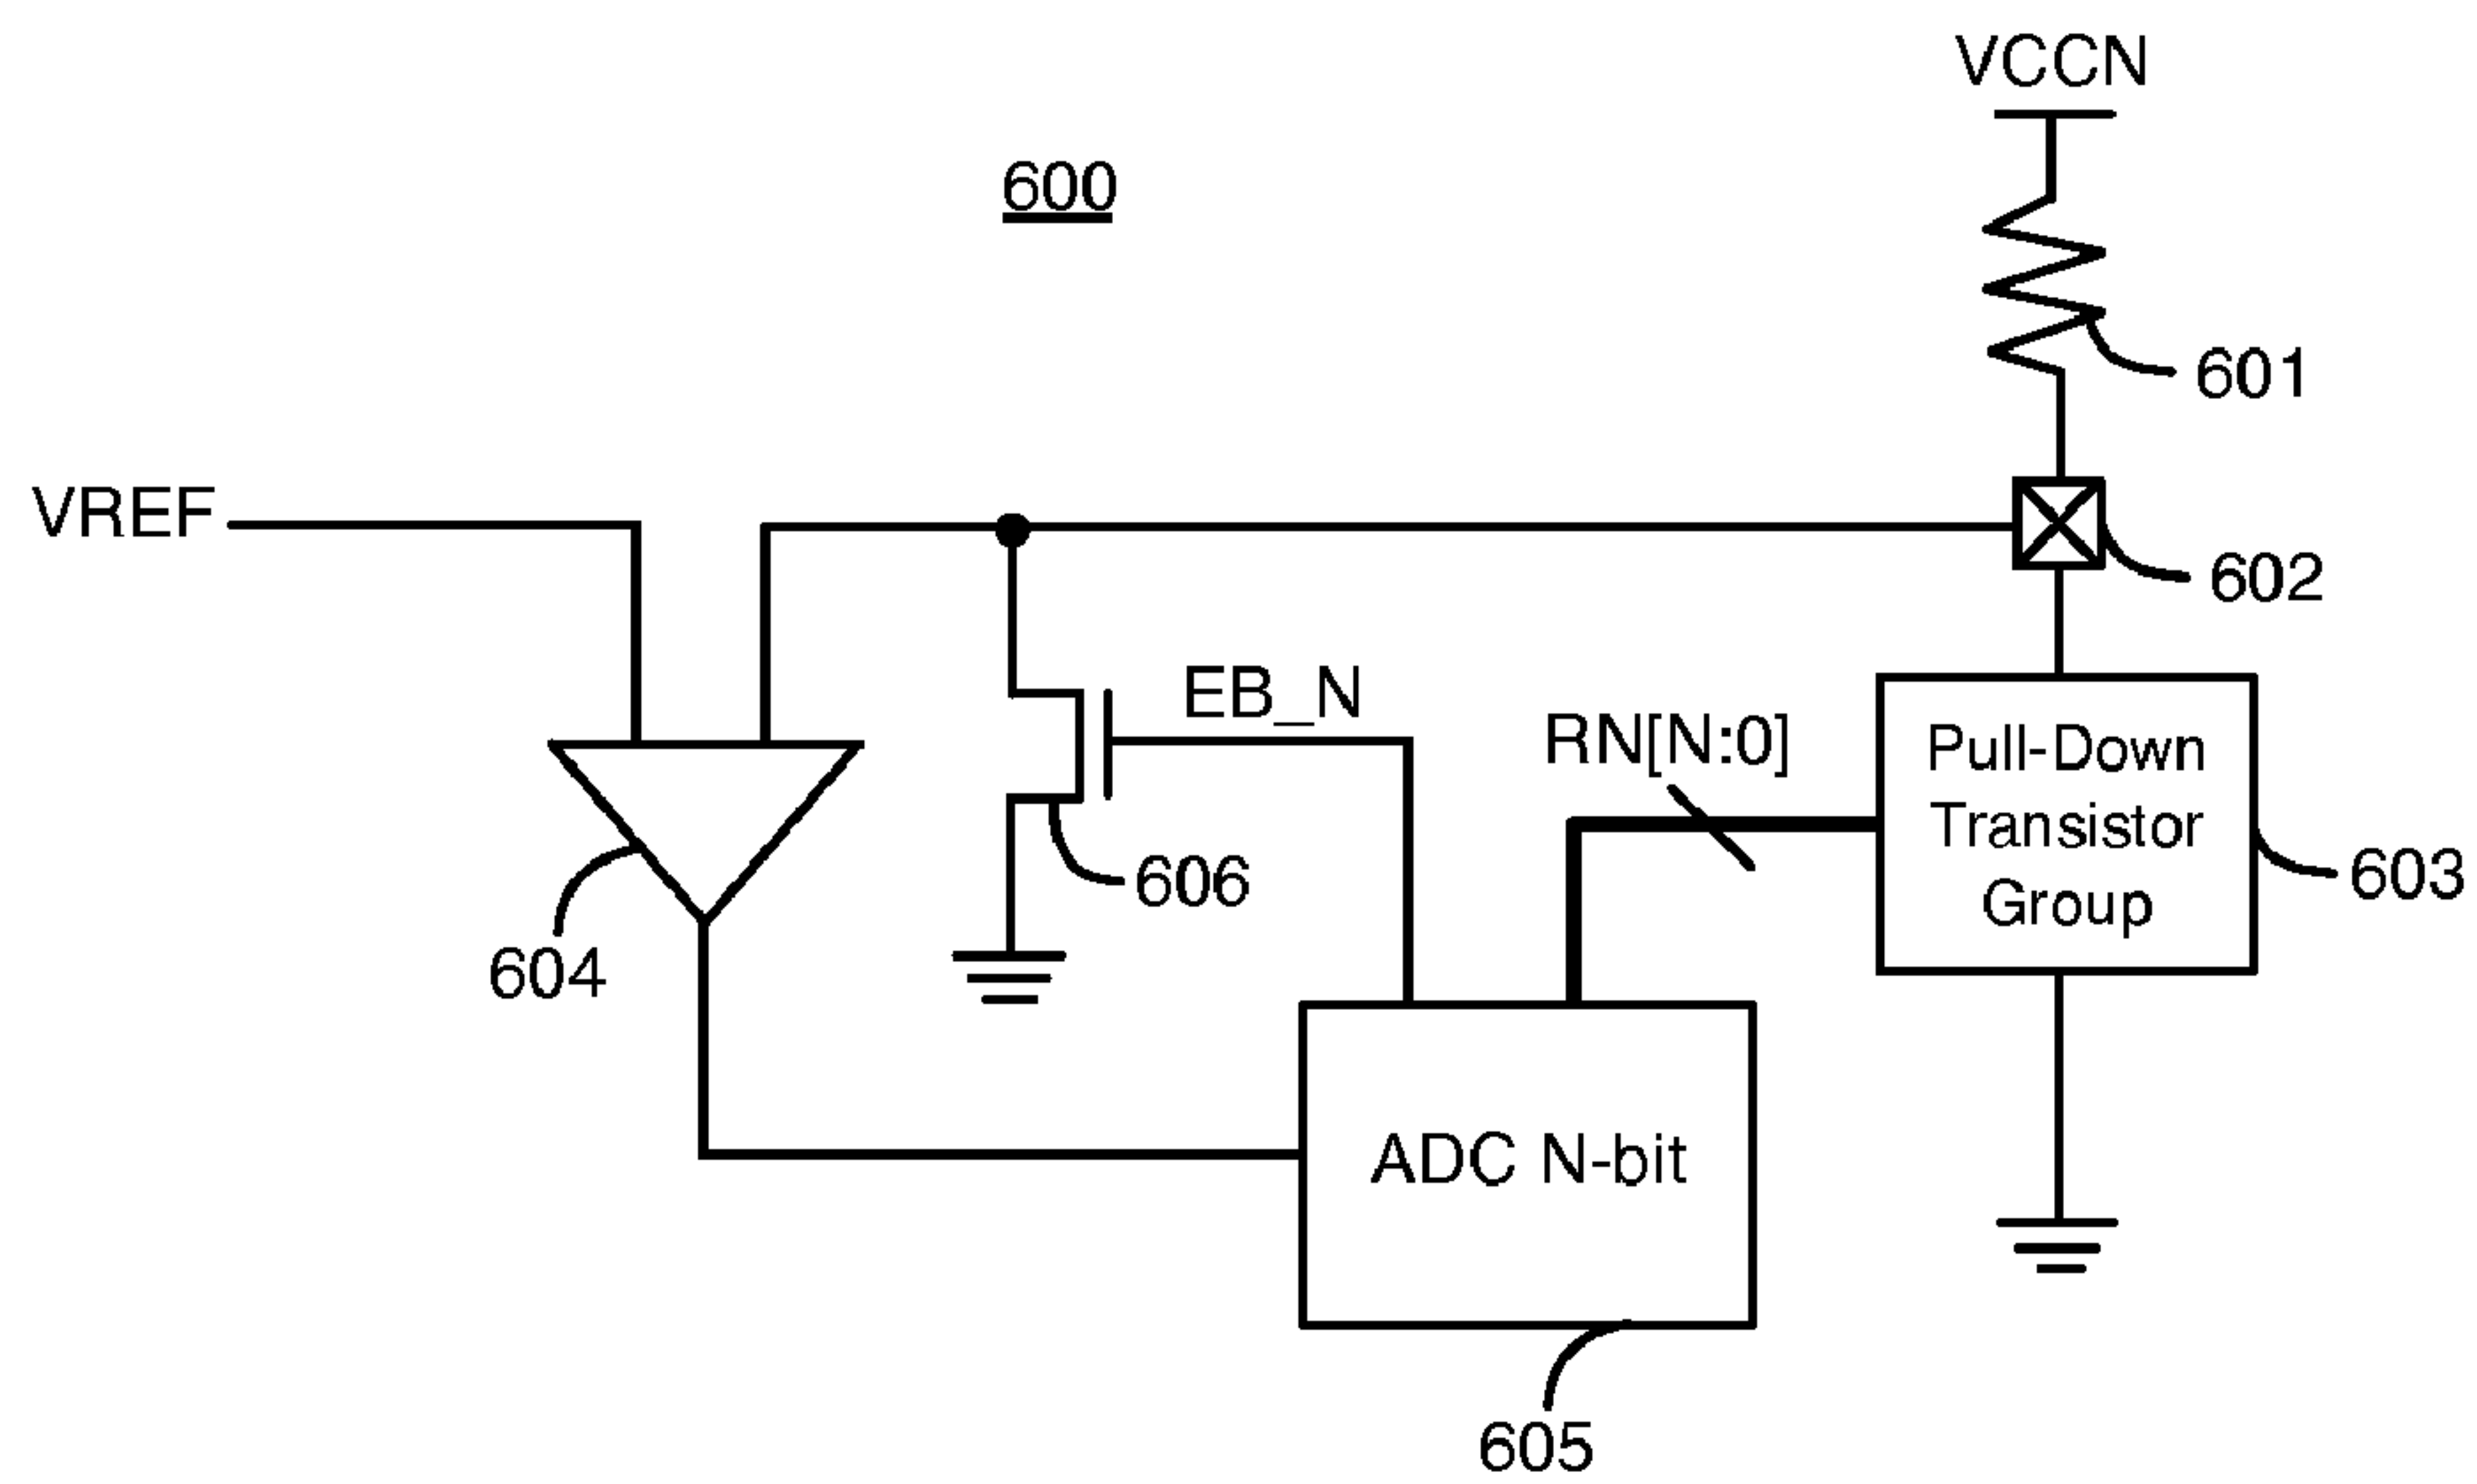 VCCN
600
601
VREF
602
EB_N
RN[N:0]
Pull-Down
Transistor
Group
603
606
604
ADC N-bit
605